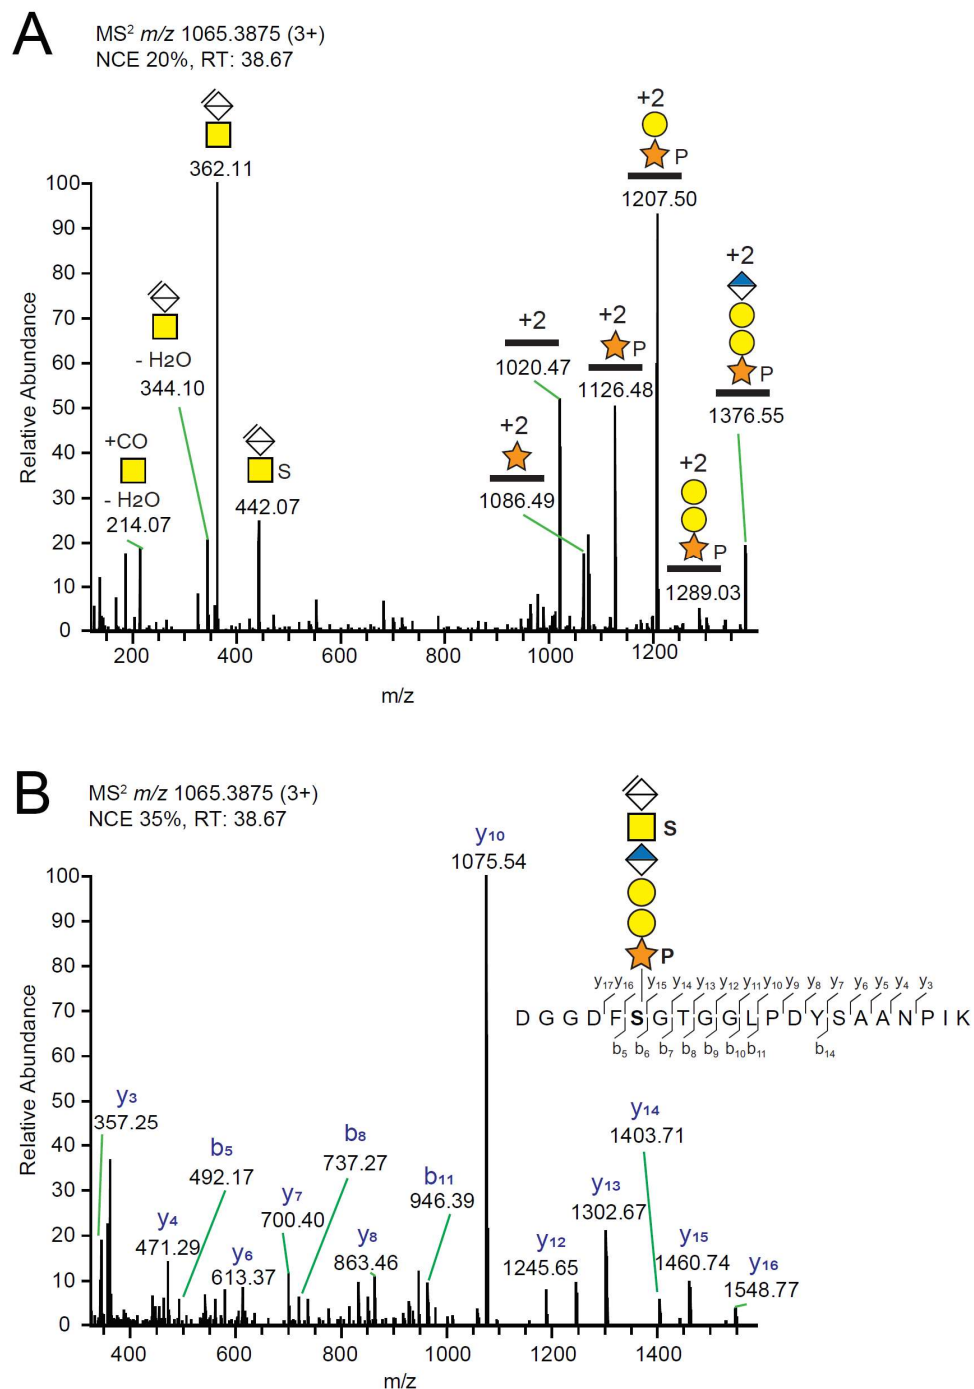 A
MS² m/z 1065.3875 (3+)
NCE 20%, RT: 38.67
+2
362.11
P
100
1207.50
90
+2
80
Relative Abundance
70
+2
+2
60
- H2O
P
344.10
1020.47
P
50
1126.48
1376.55
+CO
+2
40
+2
S
- H2O
1086.49
442.07
30
214.07
P
20
1289.03
10
0
200
400
600
800
1000
1200
m/z
B
MS² m/z 1065.3875 (3+)
NCE 35%, RT: 38.67
S
y10
1075.54
100
90
P
80
y17 y16 y15 y14 y13 y12 y11 y10 y9 y8 y7 y6 y5 y4 y3
D G G D F S G T G G L P D Y S A A N P I K
b5 b6 b7 b8 b9 b10 b11 b14
70
60
Relative Abundance
50
y3
357.25
y14
1403.71
40
b8
737.27
b5
492.17
b11
946.39
30
y13
1302.67
y7
700.40
20
y4
471.29
y8
863.46
y15
1460.74
y6
613.37
y12
1245.65
y16
1548.77
10
0
400
600
800
1000
1200
1400
m/z